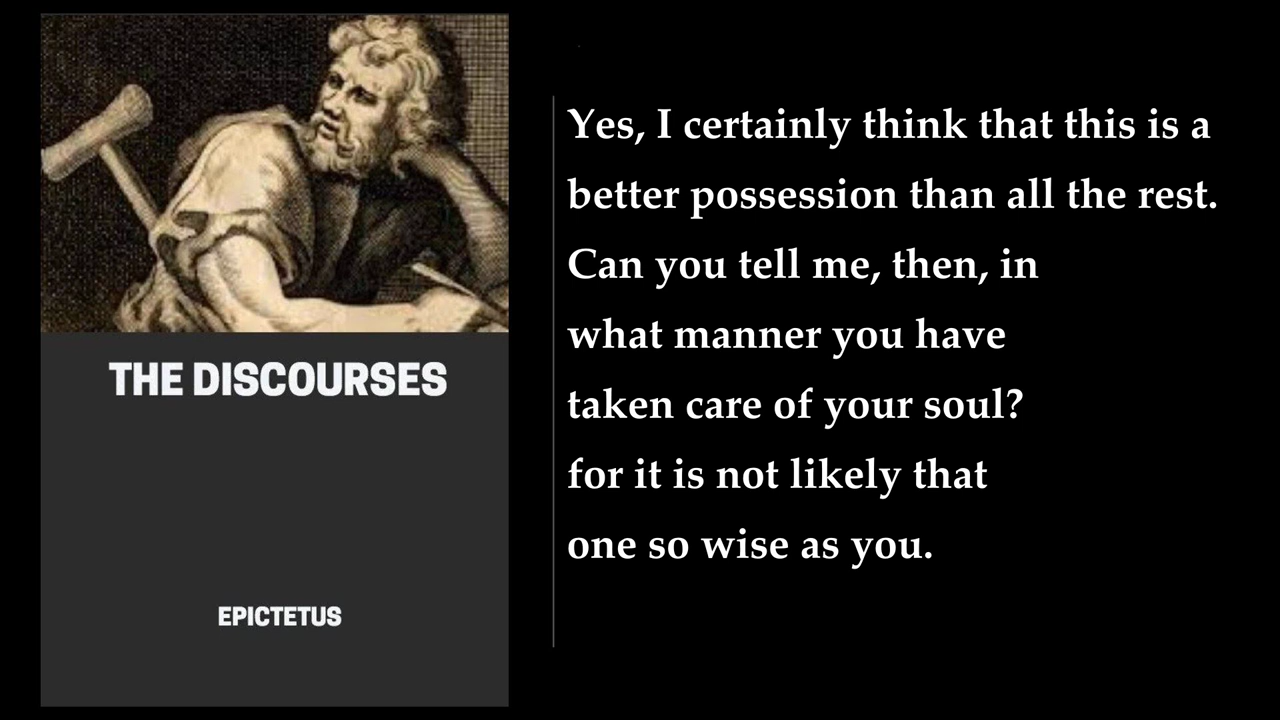 THE DISCOURSES
EPICTETUS
Yes, I certainly think that this is a
better possession than all the rest.
Can you tell me, then, in
what manner you have
taken care of your soul?
for it is not likely that
one so wise as you.